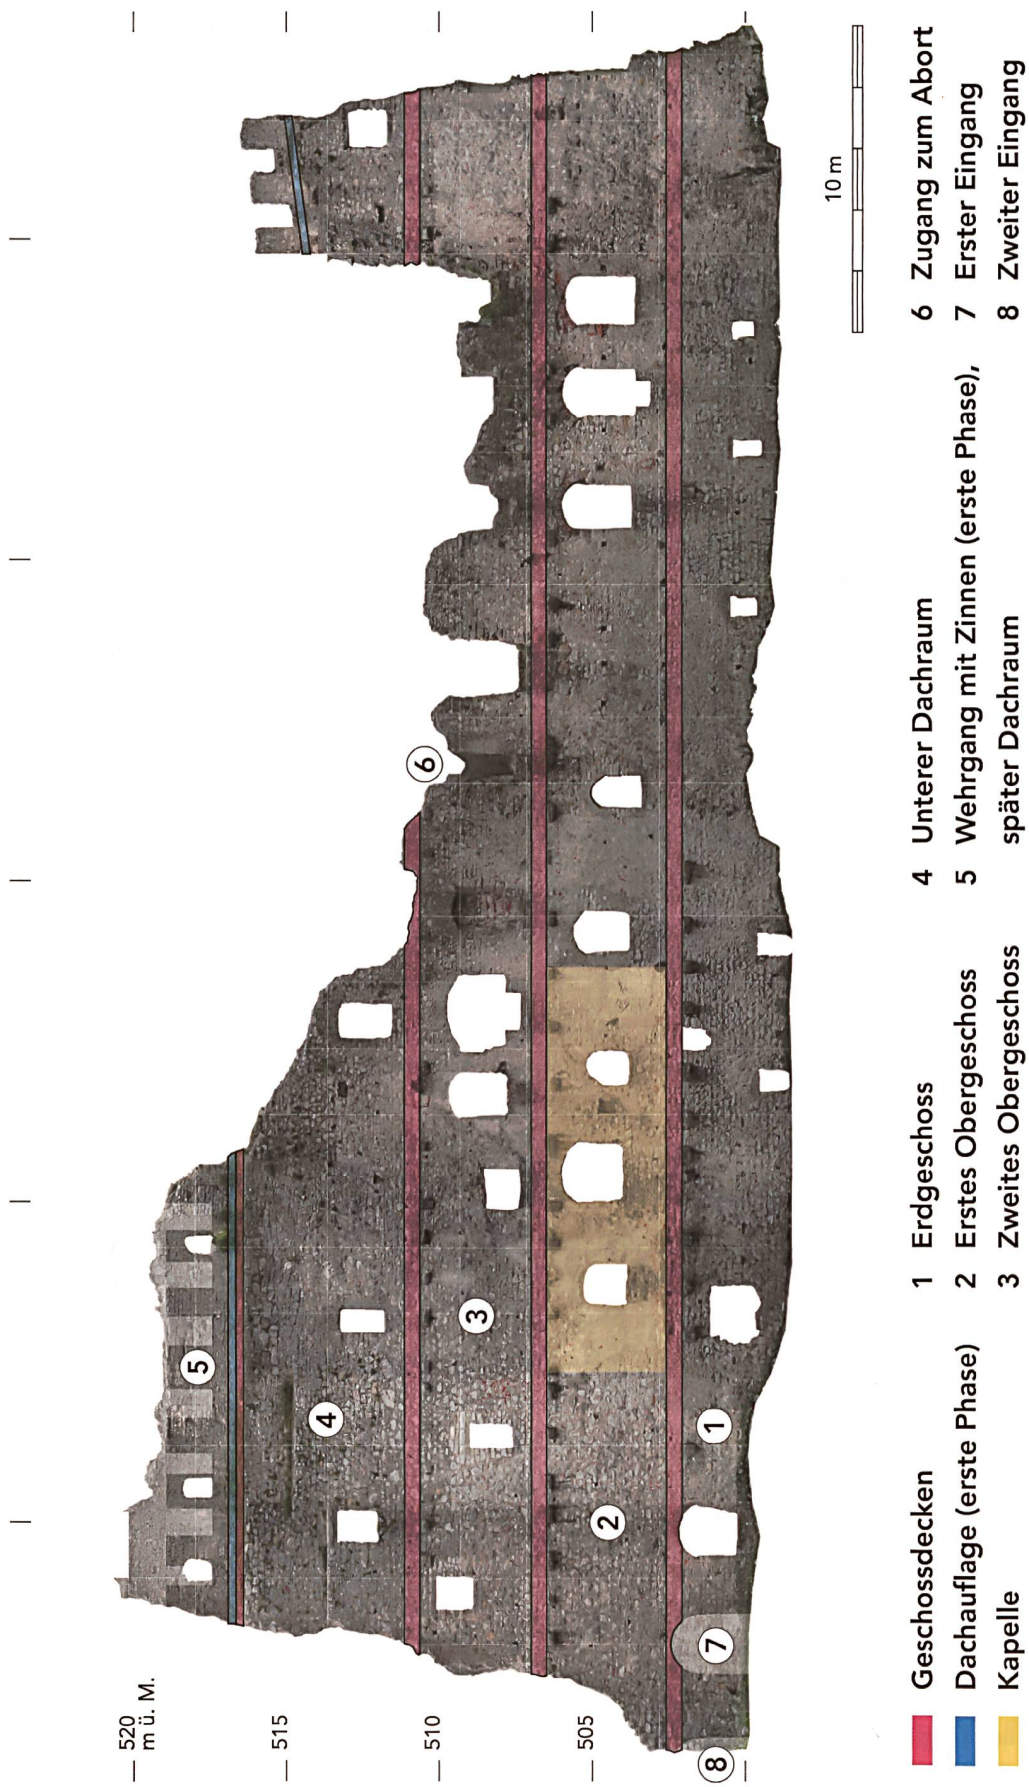 520
m ü. M.
515
510
505
5
4
3
6
2
1
7
8
10 m
Geschossdecken
Dachauflage (erste Phase)
Kapelle
1 Erdgeschoss
2 Erstes Obergeschoss
3 Zweites Obergeschoss
4 Unterer Dachraum
5 Wehrgang mit Zinnen (erste Phase),
später Dachraum
6 Zugang zum Abort
7 Erster Eingang
8 Zweiter Eingang